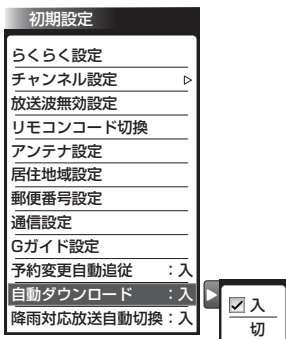 初期設定
らくらく設定
チャンネル設定
放送波無効設定
リモコンコード切換
アンテナ設定
居住地域設定
郵便番号設定
通信設定
Gガイド設定
予約変更自動追従 :入
自動ダウンロード :入
降雨対応放送自動切換:入
入
切